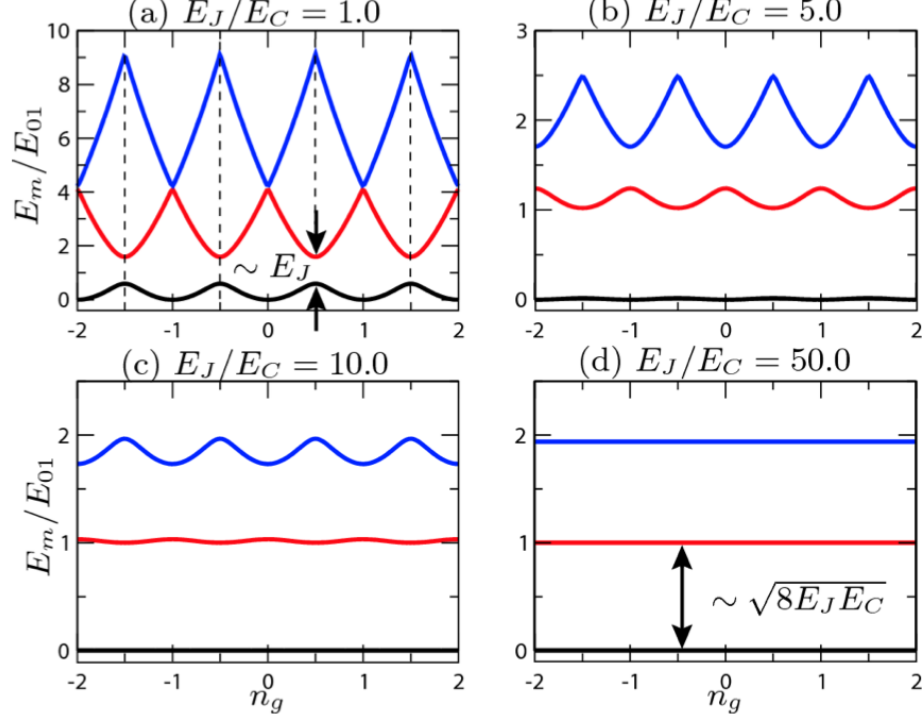 (a) E_J/E_C = 1.0
(b) E_J/E_C = 5.0
10
8
6
4
2
0
E_m/E_01
∼ E_J
-2 -1 0 1 2
3
2
1
0
-2 -1 0 1 2
(c) E_J/E_C = 10.0
(d) E_J/E_C = 50.0
2
1
0
E_m/E_01
-2 -1 0 1 2
n_g
2
1
0
∼ √8E_JE_C
-2 -1 0 1 2
n_g